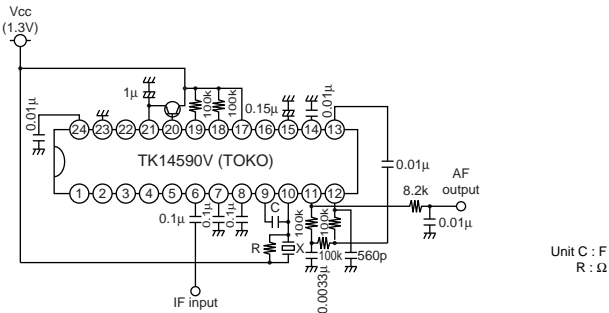 Vcc
(1.3V)
1μ
100k
100k
0.15μ
0.01μ
0.01μ
24 23 22 21 20 19 18 17 16 15 14 13
TK14590V (TOKO)
0.01μ
AF
output
8.2k
1 2 3 4 5 6 7 8 9 10 11 12
0.1μ
0.1μ
0.1μ
C
100k
100k
0.01μ
R
X
100k
560p
0.0033μ
IF input
Unit C : F
R : Ω